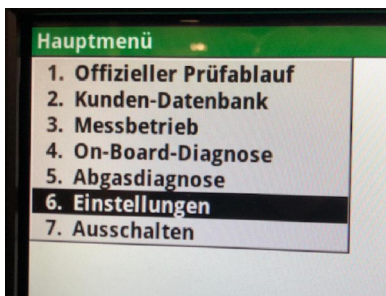 Hauptmenü
1. Offizieller Prüfablauf
2. Kunden-Datenbank
3. Messbetrieb
4. On-Board-Diagnose
5. Abgasdiagnose
6. Einstellungen
7. Ausschalten